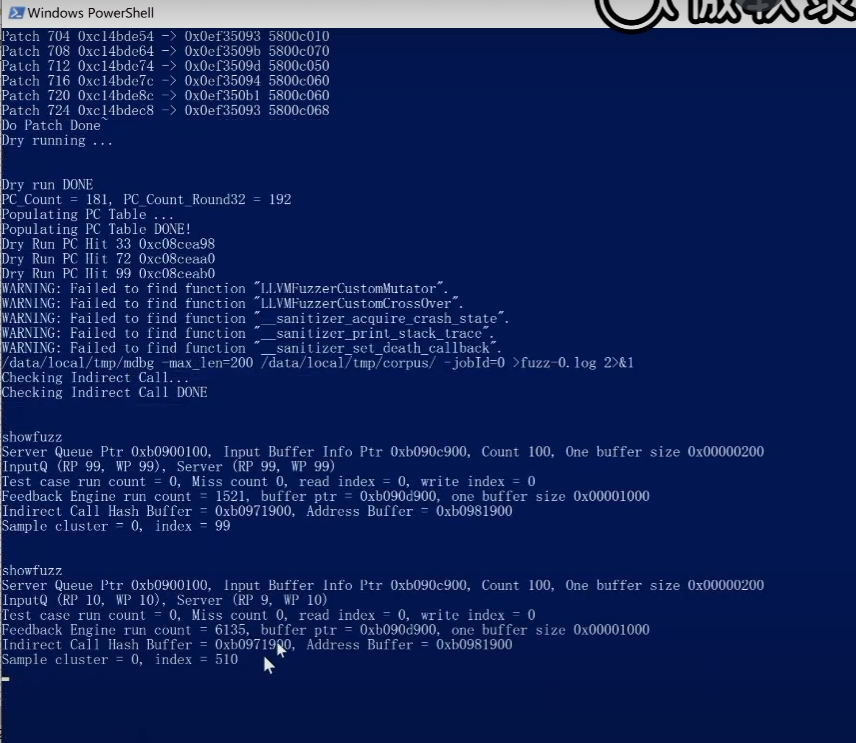 Windows PowerShell
Patch 704 0xc14bde54 -> 0x0ef35093 5800c010
Patch 708 0xc14bde64 -> 0x0ef3509b 5800c070
Patch 712 0xc14bde74 -> 0x0ef3509d 5800c050
Patch 716 0xc14bde7c -> 0x0ef35094 5800c060
Patch 720 0xc14bde8c -> 0x0ef350b1 5800c060
Patch 724 0xc14bdec8 -> 0x0ef35093 5800c068
Do Patch Done~
Dry running ...
Dry run DONE
PC_Count = 181, PC_Count_Round32 = 192
Populating PC Table ...
Populating PC Table DONE!
Dry Run PC Hit 33 0xc08cea98
Dry Run PC Hit 72 0xc08ceaa0
Dry Run PC Hit 99 0xc08ceab0
WARNING: Failed to find function "LLVMFuzzerCustomMutator".
WARNING: Failed to find function "LLVMFuzzerCustomCrossOver".
WARNING: Failed to find function "__sanitizer_acquire_crash_state".
WARNING: Failed to find function "__sanitizer_print_stack_trace".
WARNING: Failed to find function "__sanitizer_set_death_callback".
/data/local/tmp/mdbg -max_len=200 /data/local/tmp/corpus/ -jobId=0 >fuzz-0.log 2>&1
Checking Indirect Call...
Checking Indirect Call DONE
showfuzz
Server Queue Ptr 0xb0900100, Input Buffer Info Ptr 0xb090c900, Count 100, One buffer size 0x00000200
InputQ (RP 99, WP 99), Server (RP 99, WP 99)
Test case run count = 0, Miss count 0, read index = 0, write index = 0
Feedback Engine run count = 1521, buffer ptr = 0xb090d900, one buffer size 0x00001000
Indirect Call Hash Buffer = 0xb0971900, Address Buffer = 0xb0981900
Sample cluster = 0, index = 99
showfuzz
Server Queue Ptr 0xb0900100, Input Buffer Info Ptr 0xb090c900, Count 100, One buffer size 0x00000200
InputQ (RP 10, WP 10), Server (RP 9, WP 10)
Test case run count = 0, Miss count 0, read index = 0, write index = 0
Feedback Engine run count = 6135, buffer ptr = 0xb090d900, one buffer size 0x00001000
Indirect Call Hash Buffer = 0xb0971900, Address Buffer = 0xb0981900
Sample cluster = 0, index = 510